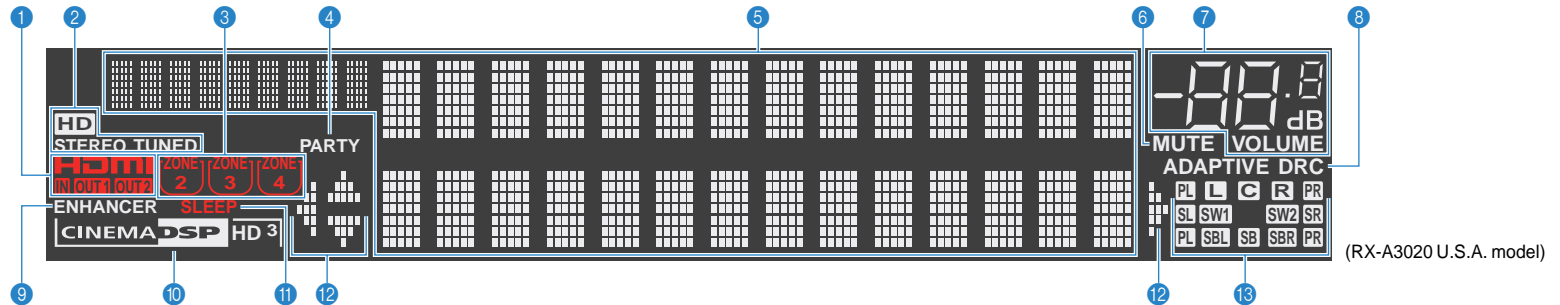 1 2 3 4 5 6 7 8
-88.8
dB
HD
STEREO TUNED
PARTY
MUTE VOLUME
HDMI
IN OUT1 OUT2
ZONE 2 ZONE 3 ZONE 4
ADAPTIVE DRC
PL L C R PR
ENHANCER SLEEP
SL SW1 SW2 SR
CINEMA DSP HD 3
PL SBL SB SBR PR
(RX-A3020 U.S.A. model)
9 10 11 12 12 13